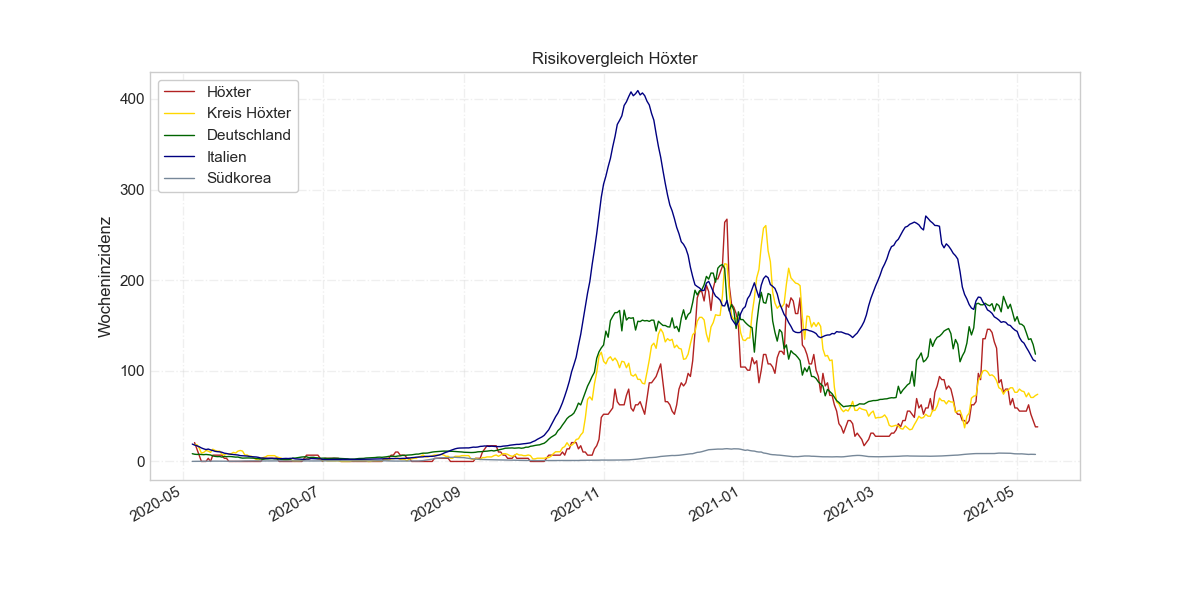 Risikovergleich Höxter
Höxter
Kreis Höxter
Deutschland
Italien
Südkorea
Wocheninzidenz
400
300
200
100
0
2020-05
2020-07
2020-09
2020-11
2021-01
2021-03
2021-05